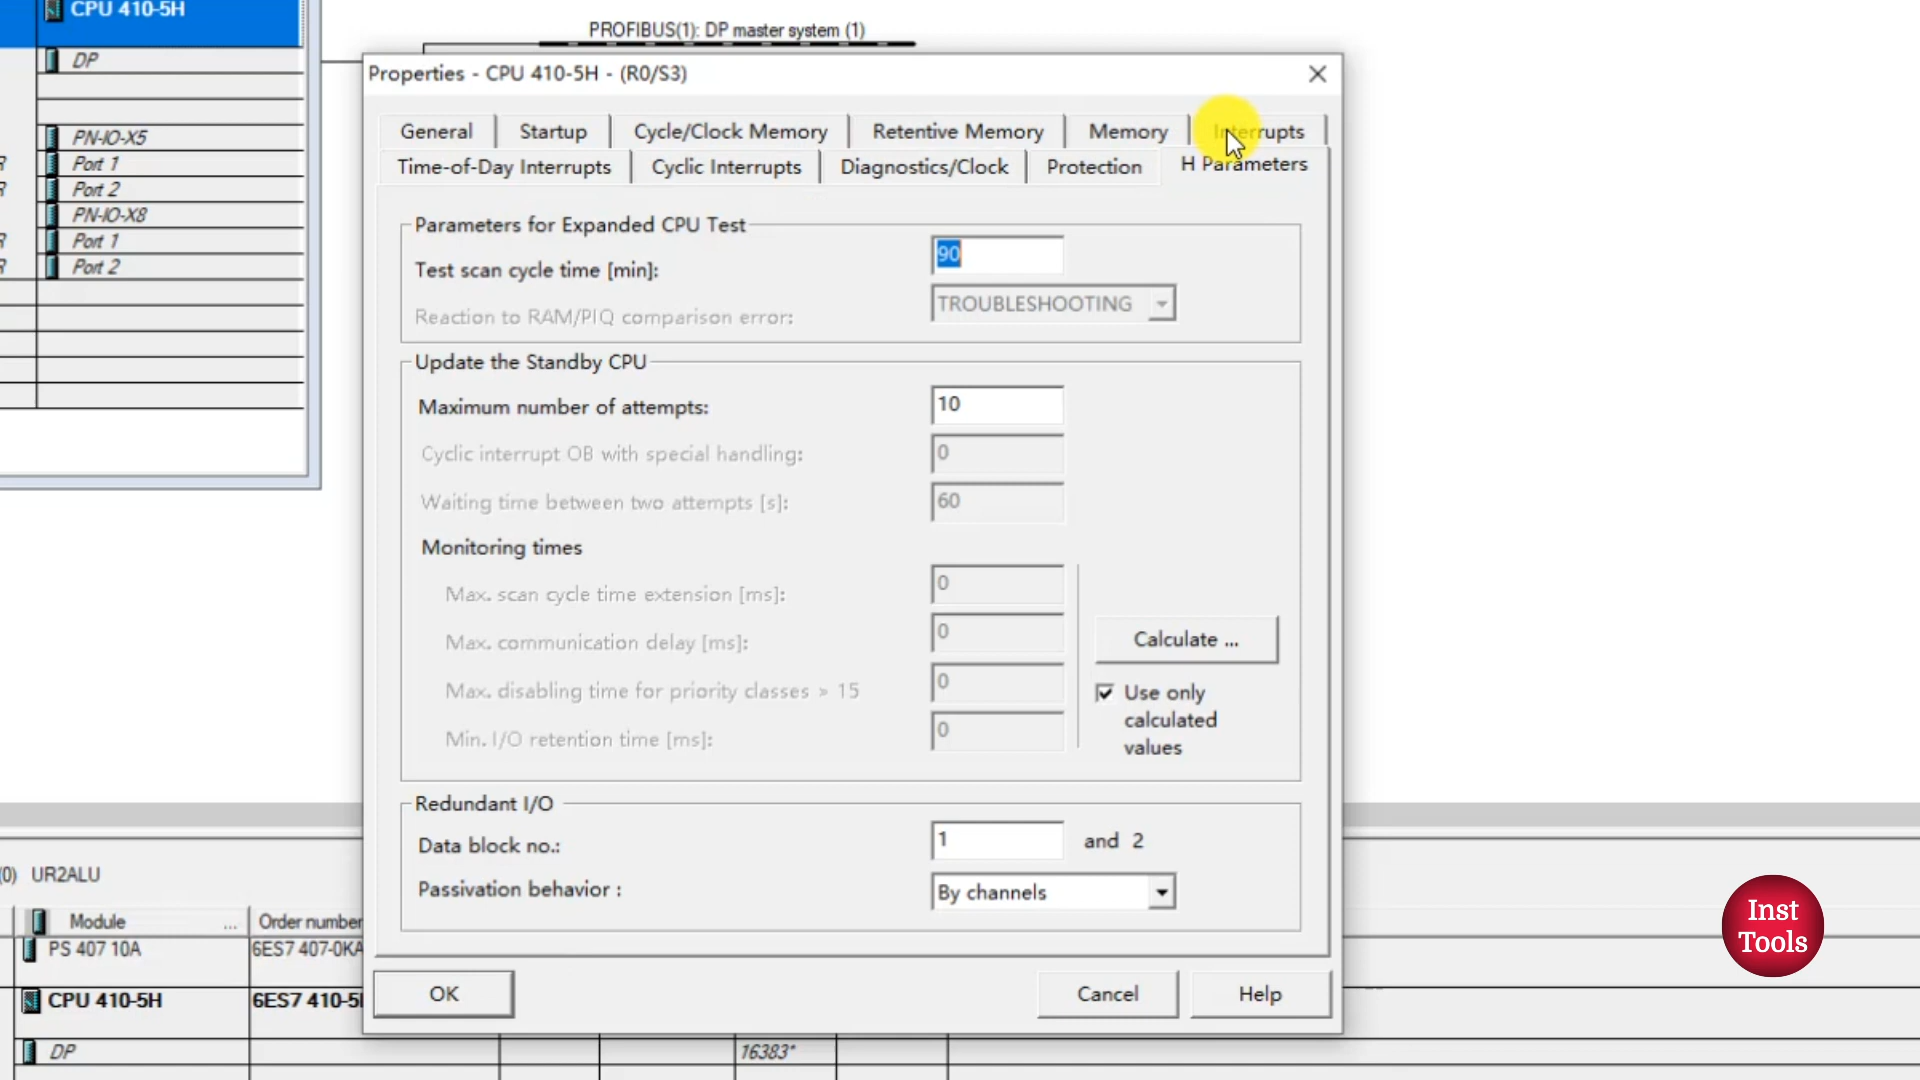 CPU 410-5H
DP
PN-IO-X5
Port 1
R
Port 2
R
PN-IO-X8
Port 1
R
Port 2
R
PROFIBUS(1): DP master system (1)
Properties - CPU 410-5H - (R0/S3)
General
Startup
Cycle/Clock Memory
Retentive Memory
Memory
Interrupts
Time-of-Day Interrupts
Cyclic Interrupts
Diagnostics/Clock
Protection
H Parameters
Parameters for Expanded CPU Test
Test scan cycle time [min]: 90
Reaction to RAM/PIQ comparison error: TROUBLESHOOTING
Update the Standby CPU
Maximum number of attempts: 10
Cyclic interrupt OB with special handling: 0
Waiting time between two attempts [s]: 60
Monitoring times
Max. scan cycle time extension [ms]: 0
Max. communication delay [ms]: 0
Max. disabling time for priority classes > 15 0
Min. I/O retention time [ms]: 0
Calculate ...
Use only
calculated
values
Redundant I/O
Data block no.: 1 and 2
Passivation behavior : By channels
OK
Cancel
Help
(0) UR2ALU
Module ... Order number
PS 407 10A 6ES7 407-0KA
CPU 410-5H 6ES7 410-5
DP 16383*
Inst
Tools